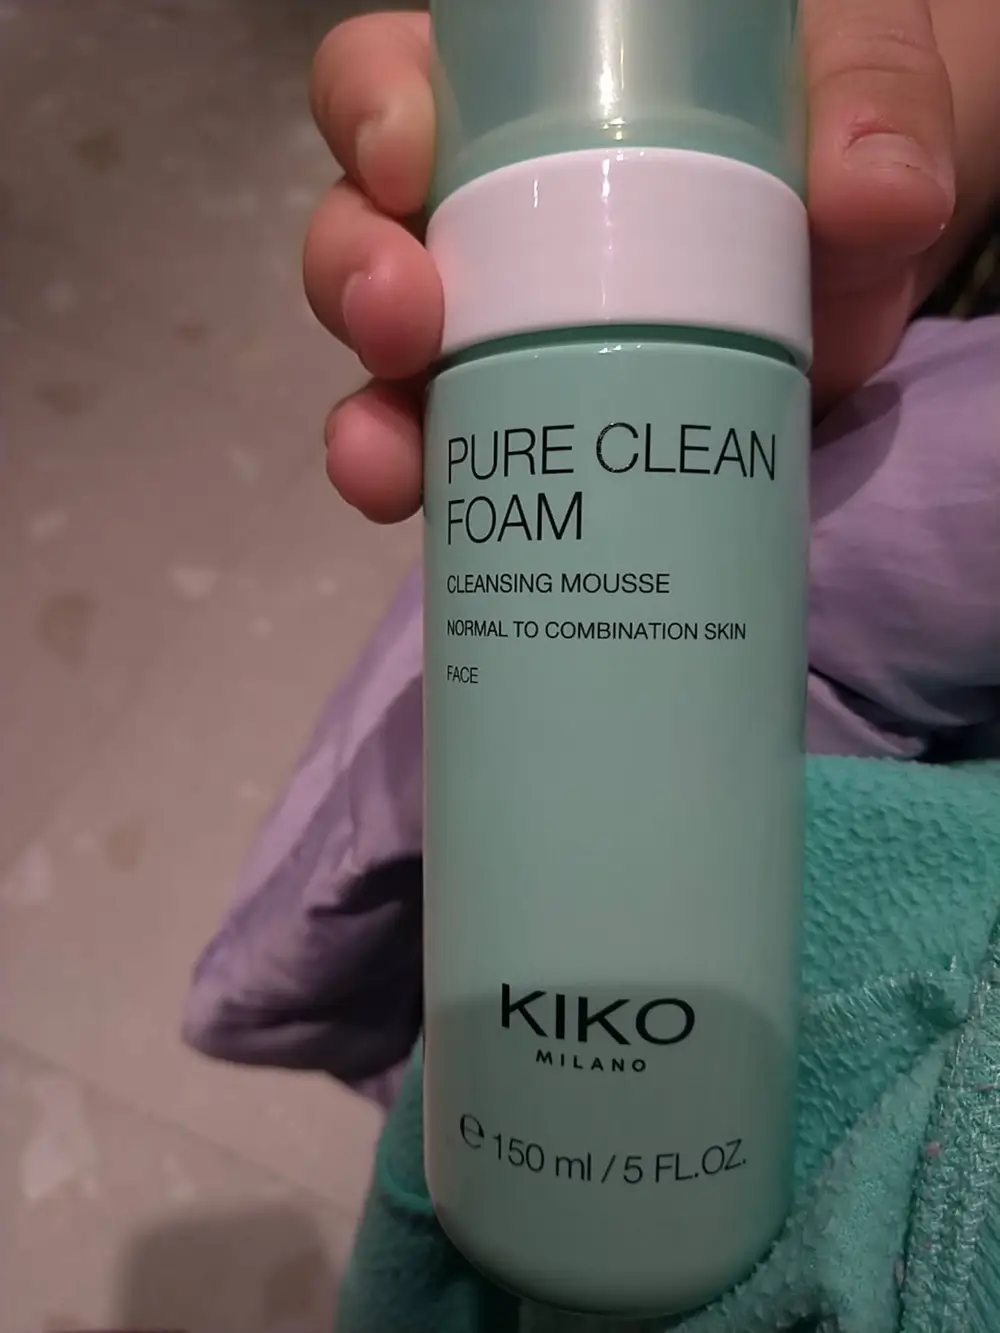 PURE CLEAN
FOAM
CLEANSING MOUSSE
NORMAL TO COMBINATION SKIN
FACE
KIKO
MILANO
℮ 150 ml / 5 FL.OZ.